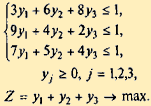 3y₁ + 6y₂ + 8y₃ ≤ 1,
9y₁ + 4y₂ + 2y₃ ≤ 1,
7y₁ + 5y₂ + 4y₃ ≤ 1,
yⱼ ≥ 0, j = 1,2,3,
Z = y₁ + y₂ + y₃ → max.